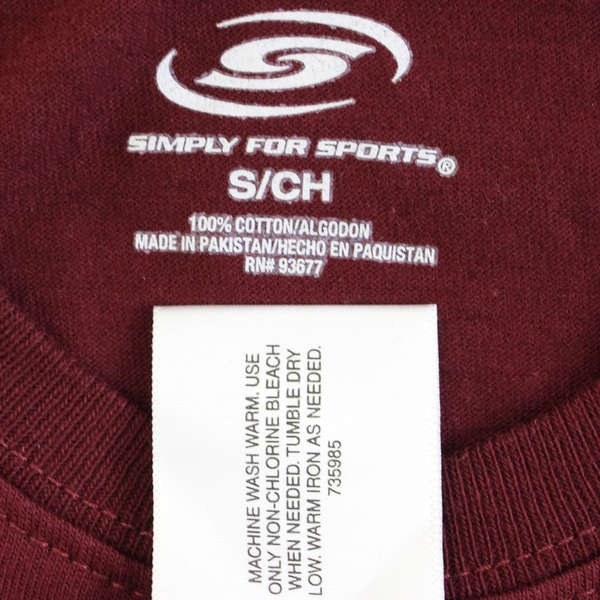 SIMPLY FOR SPORTS®
S/CH
100% COTTON/ALGODON
MADE IN PAKISTAN/HECHO EN PAQUISTAN
RN# 93677
MACHINE WASH WARM. USE
ONLY NON-CHLORINE BLEACH
WHEN NEEDED. TUMBLE DRY
LOW. WARM IRON AS NEEDED.
735985